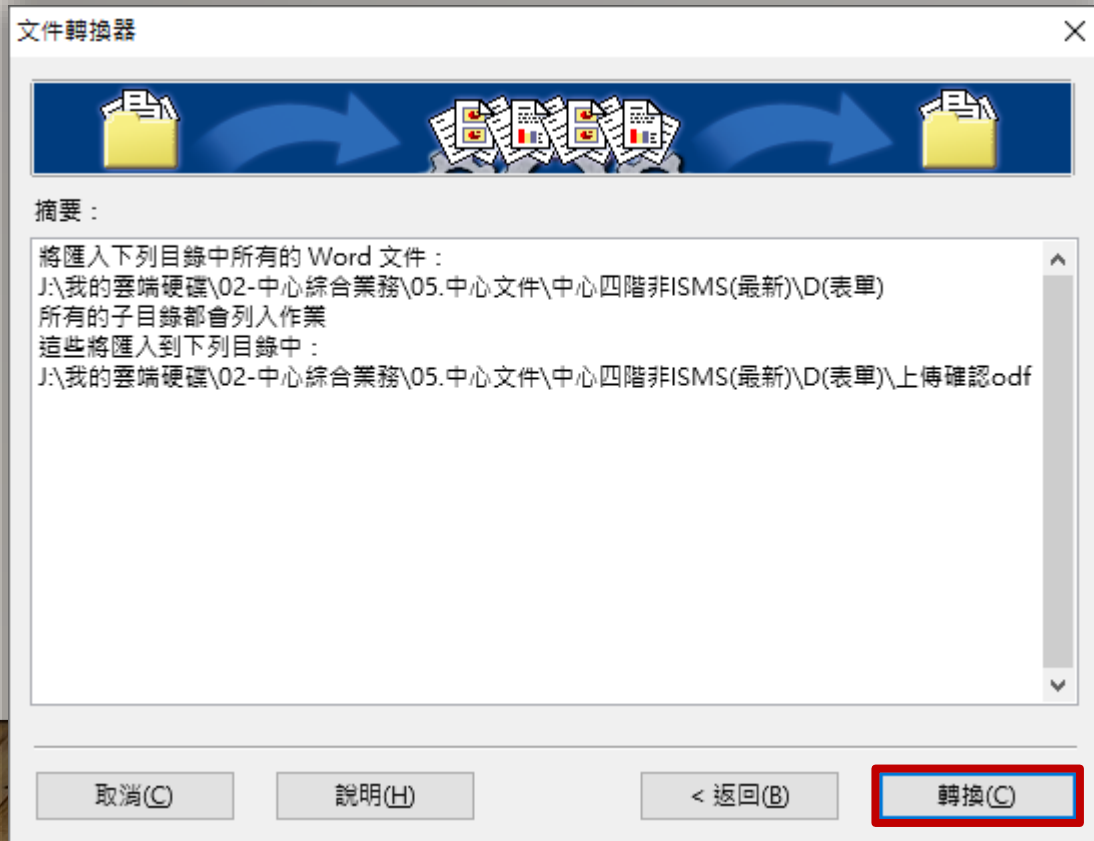 文件轉換器
摘要：
將匯入下列目錄中所有的 Word 文件：
J:\我的雲端硬碟\02-中心綜合業務\05.中心文件\中心四階非ISMS(最新)\D(表單)
所有的子目錄都會列入作業
這些將匯入到下列目錄中：
J:\我的雲端硬碟\02-中心綜合業務\05.中心文件\中心四階非ISMS(最新)\D(表單)\上傳確認odf
取消(C)
說明(H)
< 返回(B)
轉換(C)